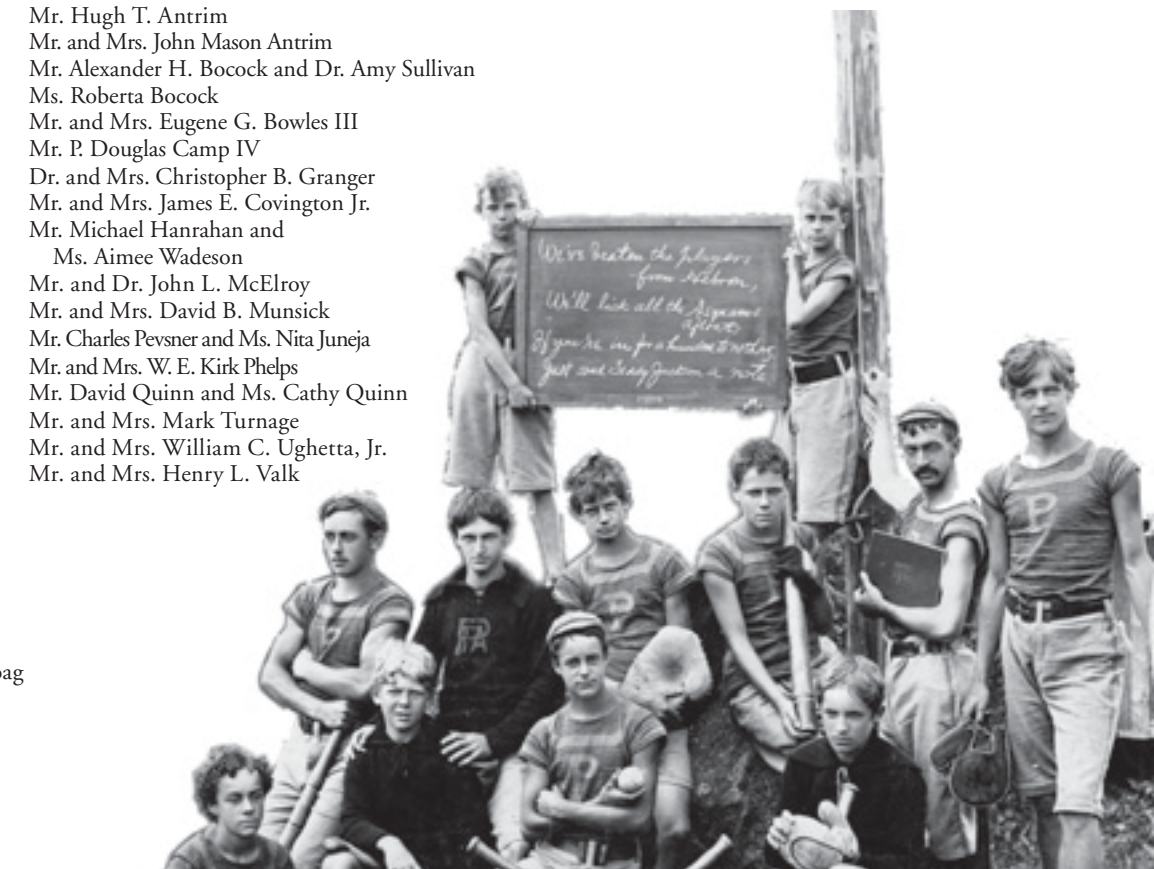 Mr. Hugh T. Antrim
Mr. and Mrs. John Mason Antrim
Mr. Alexander H. Bocock and Dr. Amy Sullivan
Ms. Roberta Bocock
Mr. and Mrs. Eugene G. Bowles III
Mr. P. Douglas Camp IV
Dr. and Mrs. Christopher B. Granger
Mr. and Mrs. James E. Covington Jr.
Mr. Michael Hanrahan and
Ms. Aimee Wadeson
Mr. and Dr. John L. McElroy
Mr. and Mrs. David B. Munsick
Mr. Charles Pevsner and Ms. Nita Juneja
Mr. and Mrs. W. E. Kirk Phelps
Mr. David Quinn and Ms. Cathy Quinn
Mr. and Mrs. Mark Turnage
Mr. and Mrs. William C. Ughetta, Jr.
Mr. and Mrs. Henry L. Valk
We've beaten the players
from Hebron,
We'll lick all the
If you're in for a
Just send a note
P
P
P
P